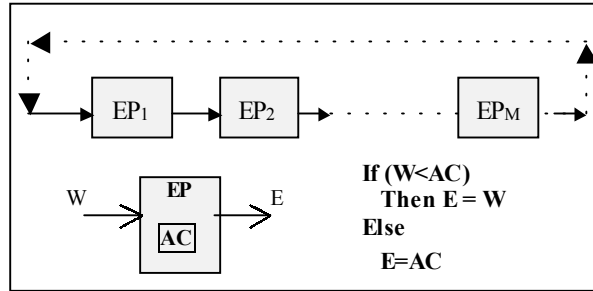 EP1 EP2 EPM
W EP E
AC
If (W<AC)
Then E = W
Else
E=AC